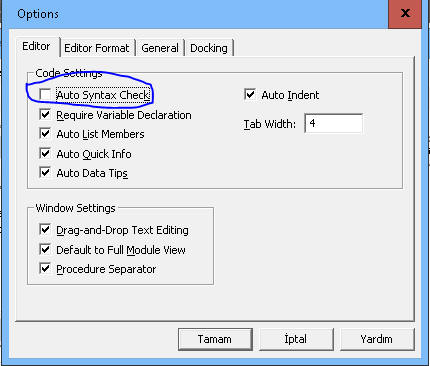 Options
X
Editor Editor Format General Docking
Code Settings
Auto Syntax Check Auto Indent
Require Variable Declaration Tab Width: 4
Auto List Members
Auto Quick Info
Auto Data Tips
Window Settings
Drag-and-Drop Text Editing
Default to Full Module View
Procedure Separator
Tamam İptal Yardım